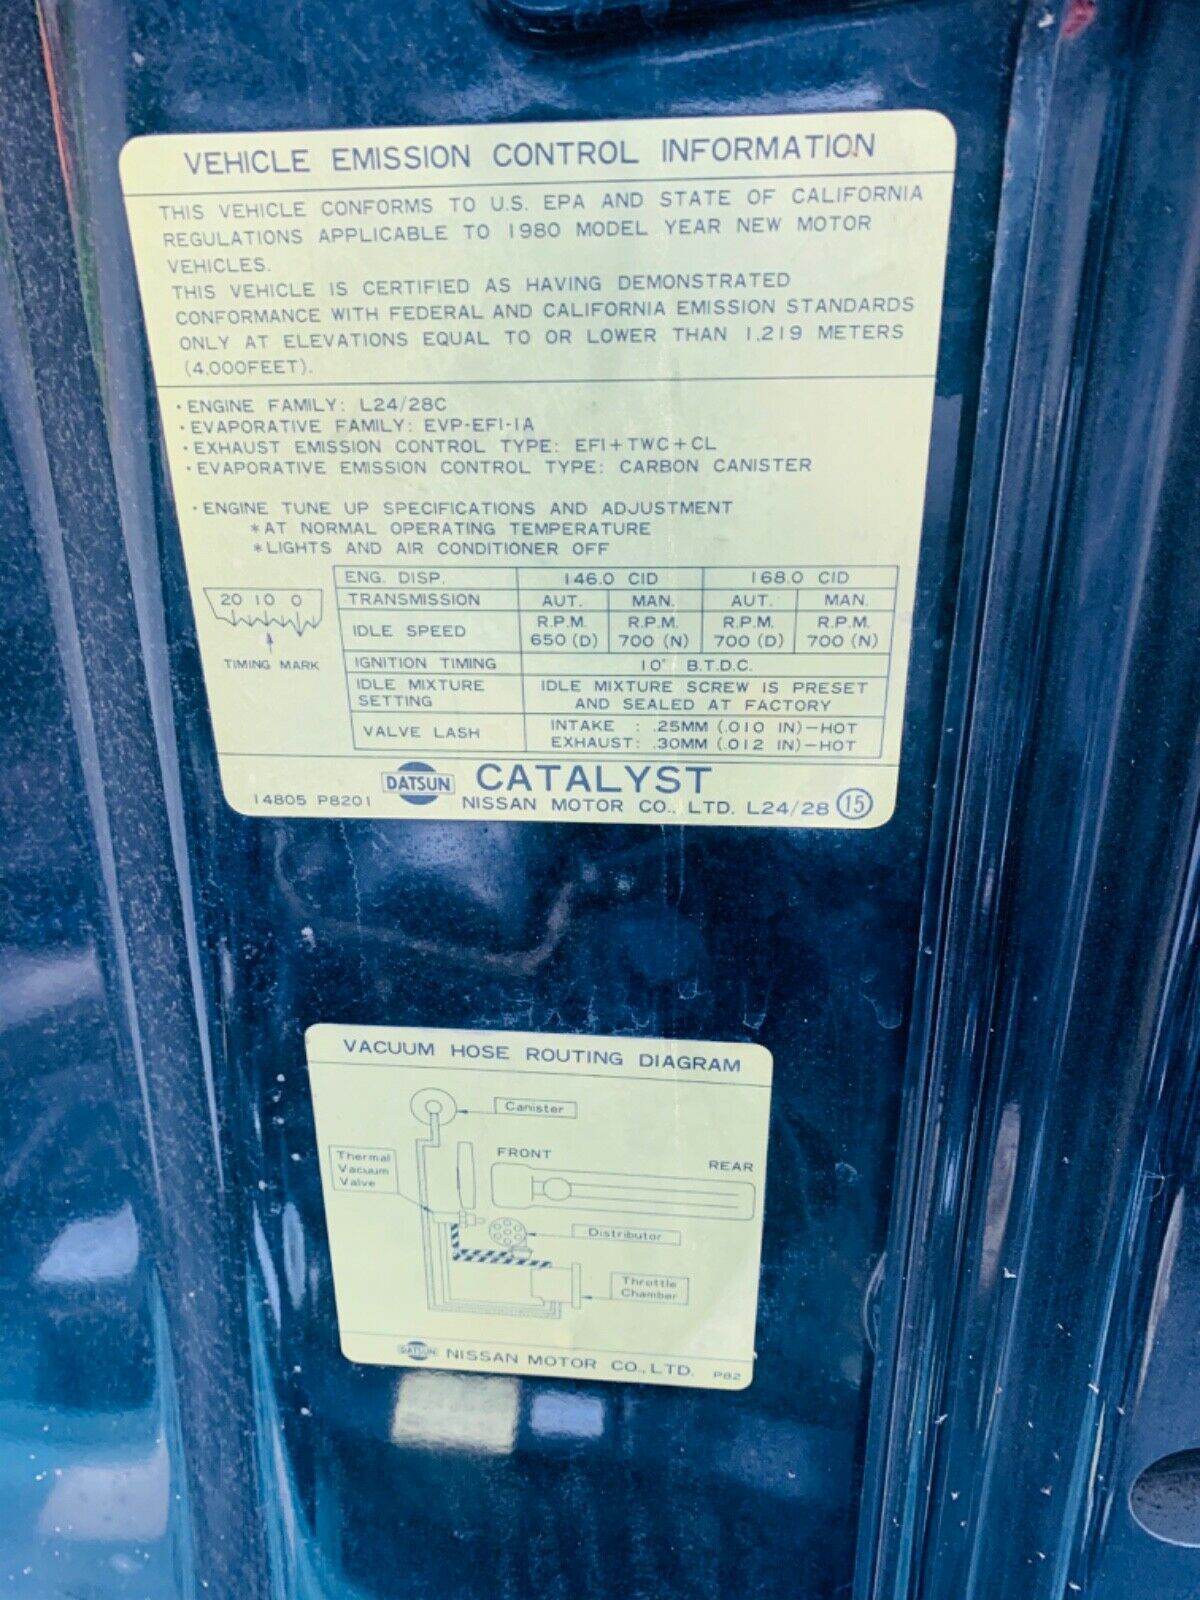 VEHICLE EMISSION CONTROL INFORMATION
THIS VEHICLE CONFORMS TO U.S. EPA AND STATE OF CALIFORNIA
REGULATIONS APPLICABLE TO 1980 MODEL YEAR NEW MOTOR
VEHICLES.
THIS VEHICLE IS CERTIFIED AS HAVING DEMONSTRATED
CONFORMANCE WITH FEDERAL AND CALIFORNIA EMISSION STANDARDS
ONLY AT ELEVATIONS EQUAL TO OR LOWER THAN 1,219 METERS
(4,000FEET).
• ENGINE FAMILY: L24/28C
• EVAPORATIVE FAMILY: EVP-EFI-1A
• EXHAUST EMISSION CONTROL TYPE: EFI+TWC+CL
• EVAPORATIVE EMISSION CONTROL TYPE: CARBON CANISTER
• ENGINE TUNE UP SPECIFICATIONS AND ADJUSTMENT
*AT NORMAL OPERATING TEMPERATURE
*LIGHTS AND AIR CONDITIONER OFF
20 10 0
TIMING MARK
ENG. DISP. 146.0 CID 168.0 CID
TRANSMISSION AUT. MAN. AUT. MAN.
IDLE SPEED R.P.M. R.P.M. R.P.M. R.P.M.
650 (D) 700 (N) 700 (D) 700 (N)
IGNITION TIMING 10° B.T.D.C.
IDLE MIXTURE IDLE MIXTURE SCREW IS PRESET
SETTING AND SEALED AT FACTORY
VALVE LASH INTAKE : .25MM (.010 IN)-HOT
EXHAUST: .30MM (.012 IN)-HOT
14805 P8201 DATSUN CATALYST
NISSAN MOTOR CO., LTD. L24/28 15
VACUUM HOSE ROUTING DIAGRAM
Canister
FRONT
REAR
Thermal
Vacuum
Valve
Distributor
Throttle
Chamber
DATSUN NISSAN MOTOR CO., LTD. P82